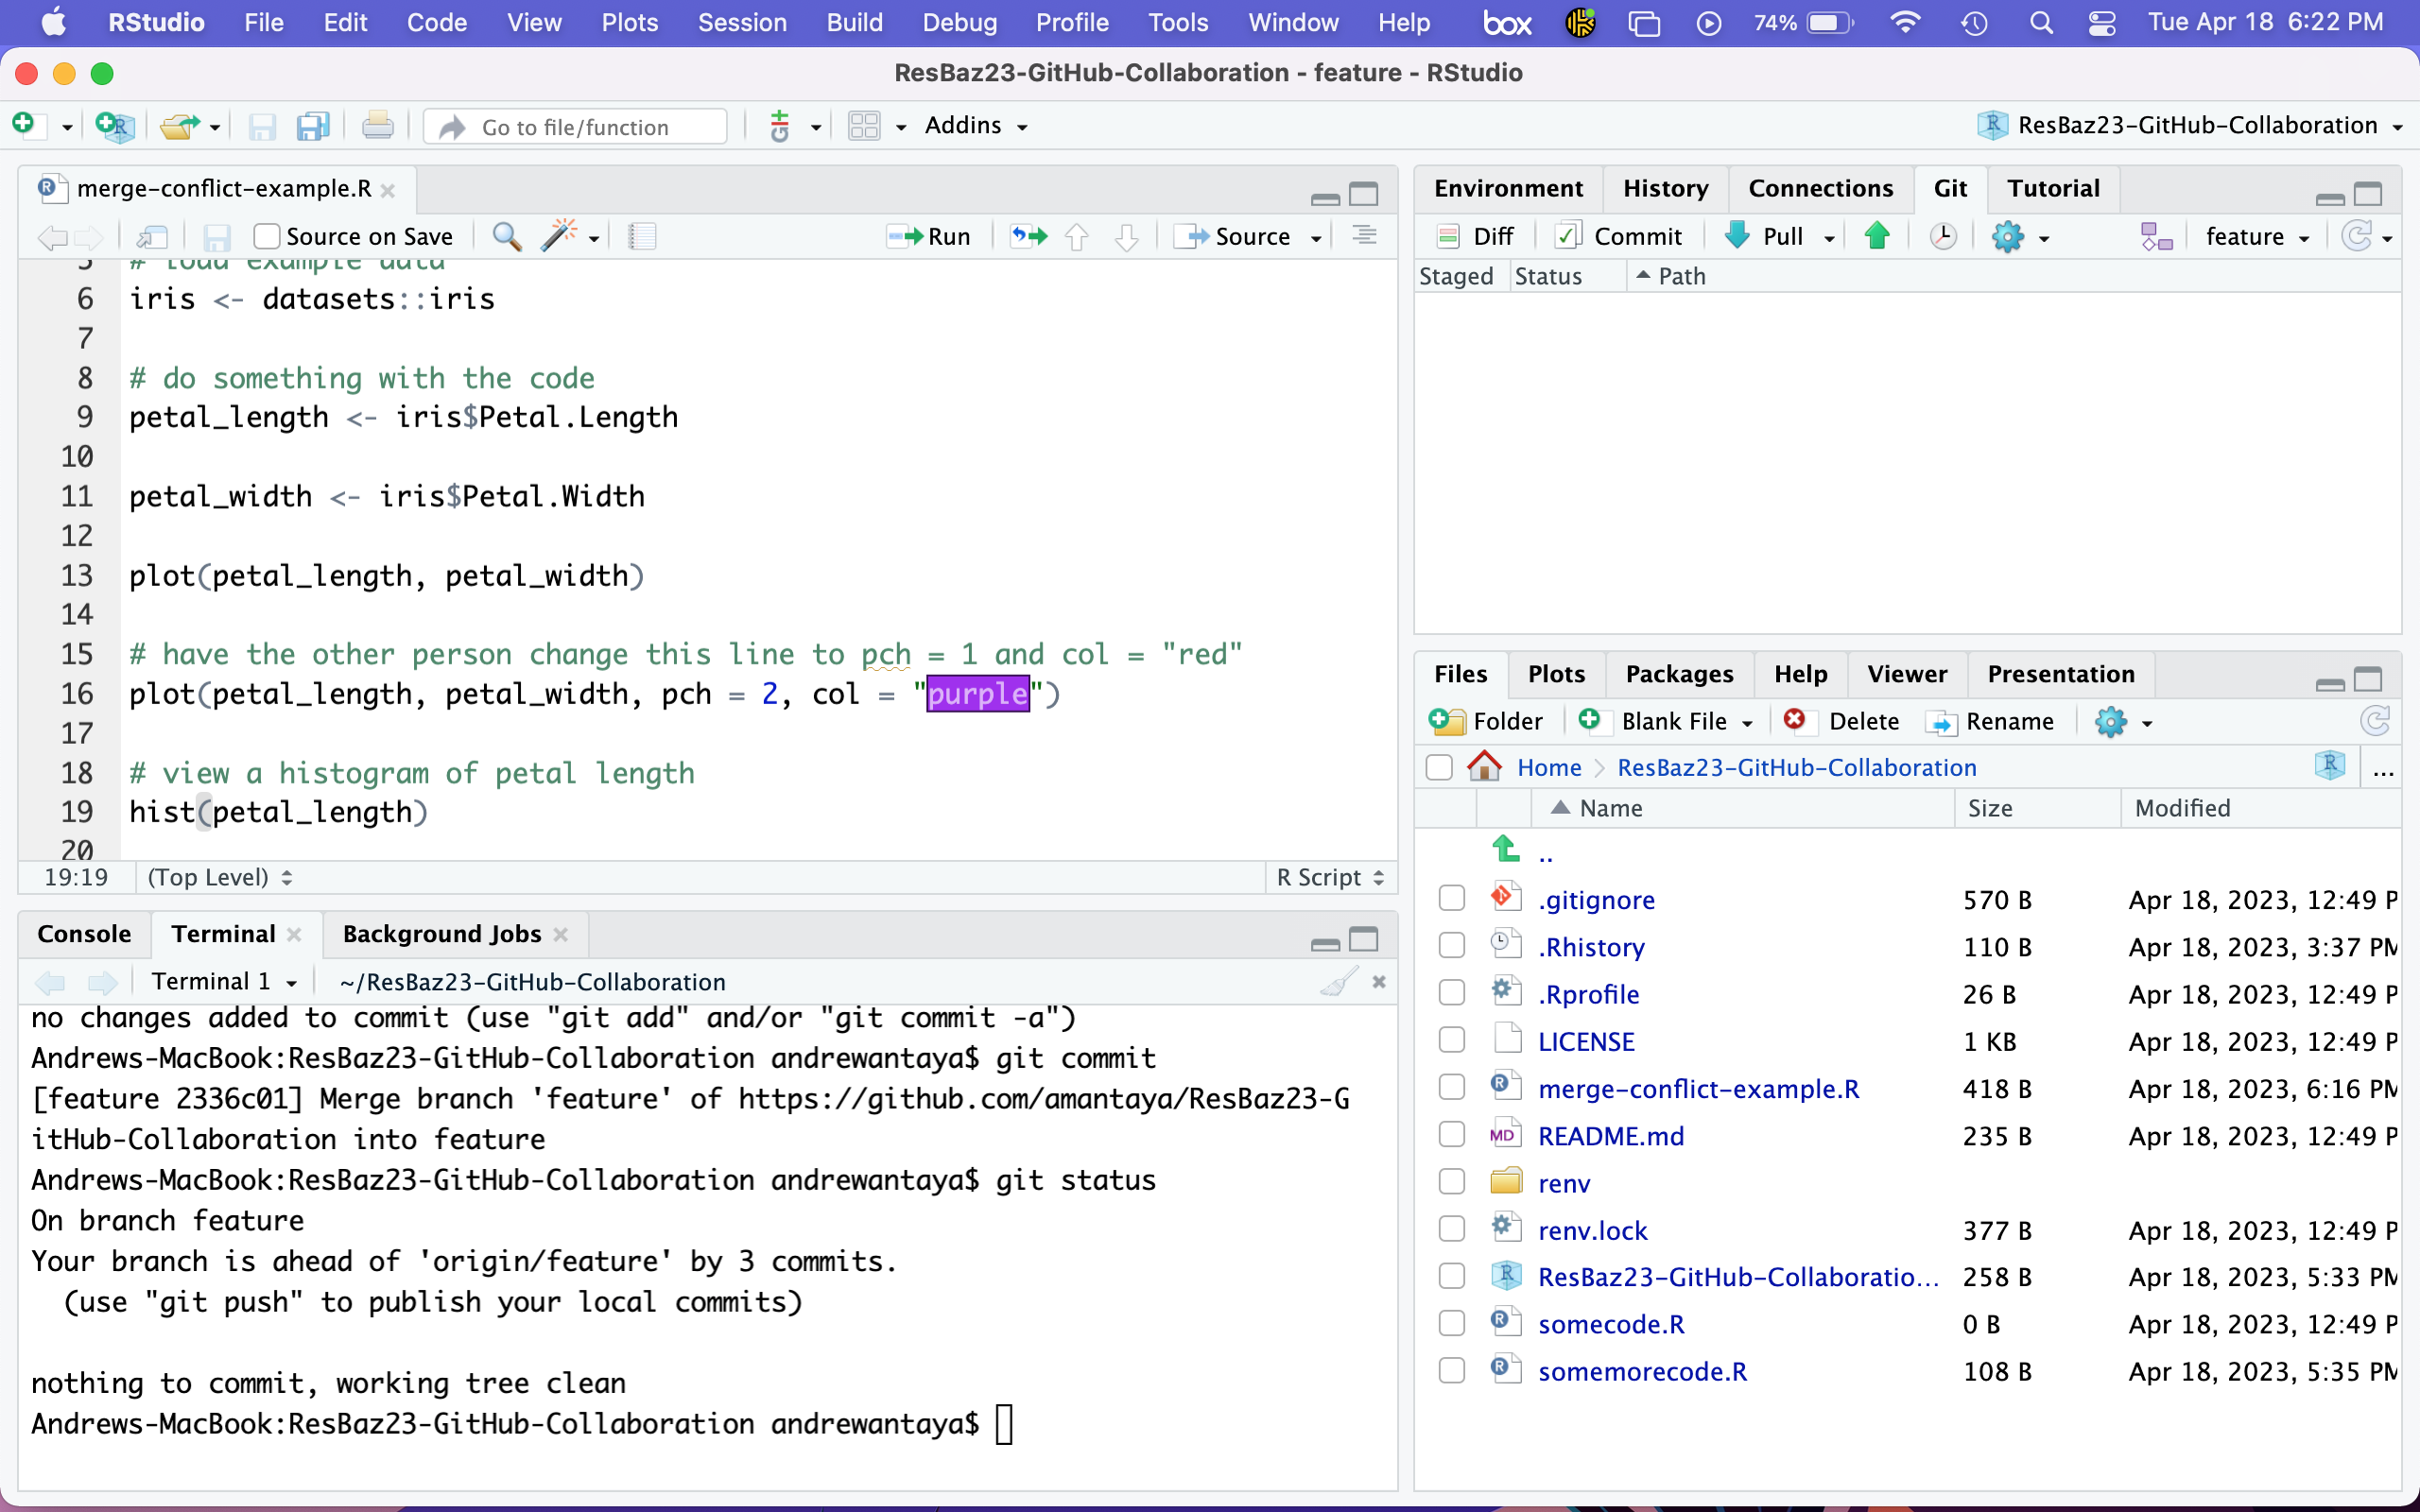 RStudio File Edit Code View Plots Session Build Debug Profile Tools Window Help box 74% Tue Apr 18 6:22 PM
ResBaz23-GitHub-Collaboration - feature - RStudio
Go to file/function Addins ResBaz23-GitHub-Collaboration
merge-conflict-example.R
Source on Save Run Source
5 # load example data
6 iris <- datasets::iris
7
8 # do something with the code
9 petal_length <- iris$Petal.Length
10
11 petal_width <- iris$Petal.Width
12
13 plot(petal_length, petal_width)
14
15 # have the other person change this line to pch = 1 and col = "red"
16 plot(petal_length, petal_width, pch = 2, col = "purple")
17
18 # view a histogram of petal length
19 hist(petal_length)
20
19:19 (Top Level) R Script
Console Terminal Background Jobs
Terminal 1 ~/ResBaz23-GitHub-Collaboration
no changes added to commit (use "git add" and/or "git commit -a")
Andrews-MacBook:ResBaz23-GitHub-Collaboration andrewantaya$ git commit
[feature 2336c01] Merge branch 'feature' of https://github.com/amantaya/ResBaz23-G
itHub-Collaboration into feature
Andrews-MacBook:ResBaz23-GitHub-Collaboration andrewantaya$ git status
On branch feature
Your branch is ahead of 'origin/feature' by 3 commits.
(use "git push" to publish your local commits)
nothing to commit, working tree clean
Andrews-MacBook:ResBaz23-GitHub-Collaboration andrewantaya$
Environment History Connections Git Tutorial
Diff Commit Pull feature
Staged Status Path
Files Plots Packages Help Viewer Presentation
Folder Blank File Delete Rename
Home ResBaz23-GitHub-Collaboration ...
Name Size Modified
..
.gitignore 570 B Apr 18, 2023, 12:49 P
.Rhistory 110 B Apr 18, 2023, 3:37 PM
.Rprofile 26 B Apr 18, 2023, 12:49 P
LICENSE 1 KB Apr 18, 2023, 12:49 P
merge-conflict-example.R 418 B Apr 18, 2023, 6:16 PM
MD README.md 235 B Apr 18, 2023, 12:49 P
renv
renv.lock 377 B Apr 18, 2023, 12:49 P
ResBaz23-GitHub-Collaboratio... 258 B Apr 18, 2023, 5:33 PM
somecode.R 0 B Apr 18, 2023, 12:49 P
somemorecode.R 108 B Apr 18, 2023, 5:35 PM